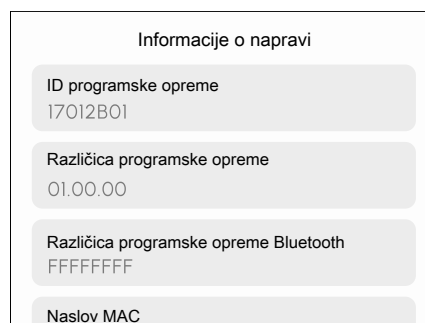 Informacije o napravi
ID programske opreme
17012B01
Različica programske opreme
01.00.00
Različica programske opreme Bluetooth
FFFFFFFF
Naslov MAC